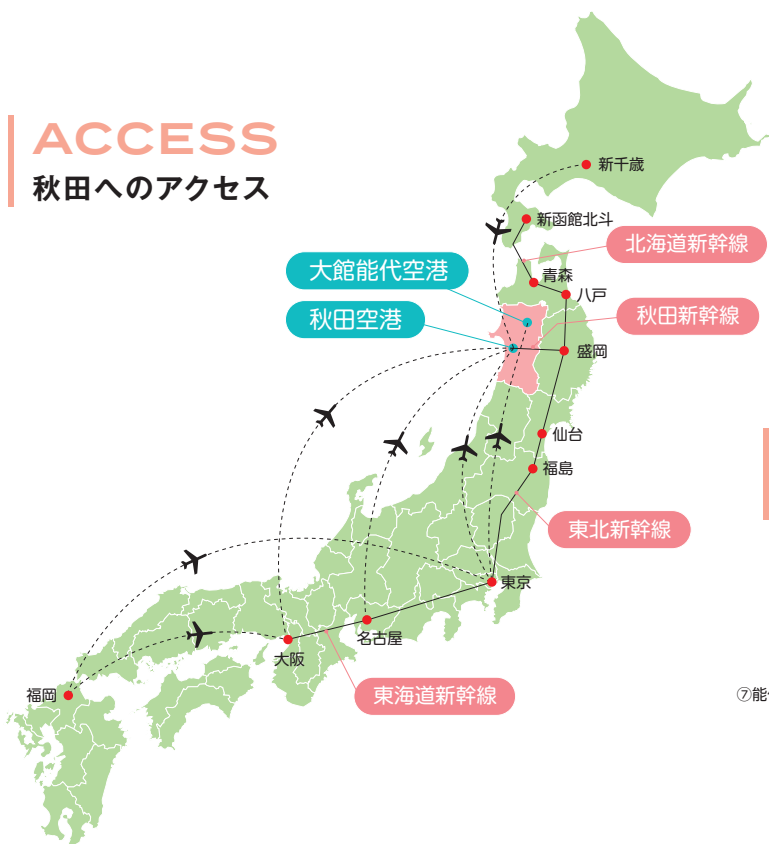 ACCESS
秋田へのアクセス
新千歳
新函館北斗
北海道新幹線
大館能代空港
青森
八戸
秋田空港
秋田新幹線
盛岡
仙台
福島
東北新幹線
東京
名古屋
大阪
東海道新幹線
福岡
⑦能